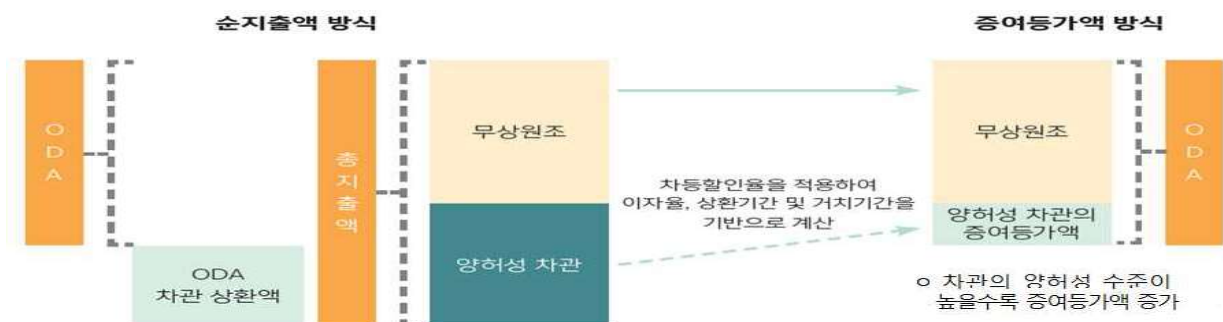 순지출액 방식
증여등가액 방식
ODA
ODA
차관 상환액
총지출액
무상원조
양허성 차관
차등할인율을 적용하여
이자율, 상환기간 및 거치기간을
기반으로 계산
무상원조
양허성 차관의
증여등가액
ODA
o 차관의 양허성 수준이
높을수록 증여등가액 증가